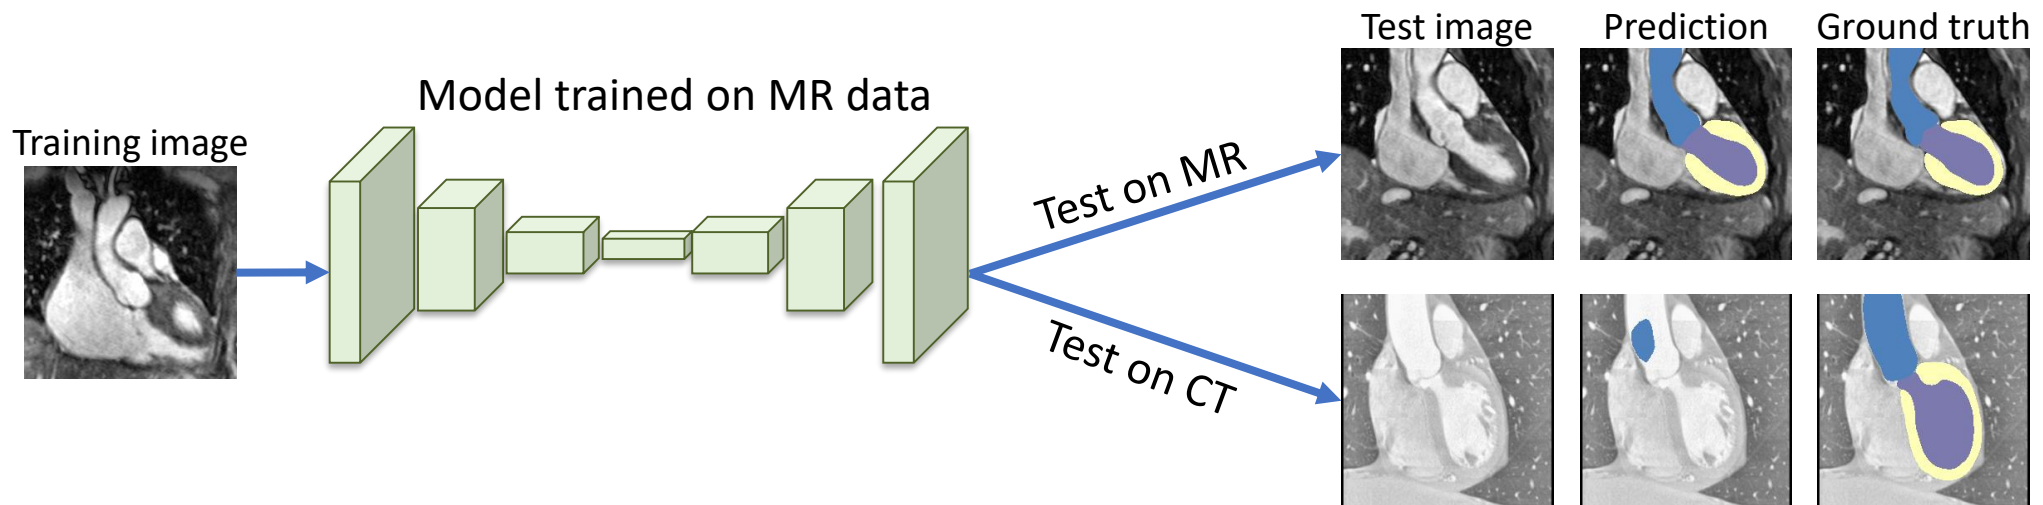 Training image
Model trained on MR data
Test on MR
Test on CT
Test image
Prediction
Ground truth